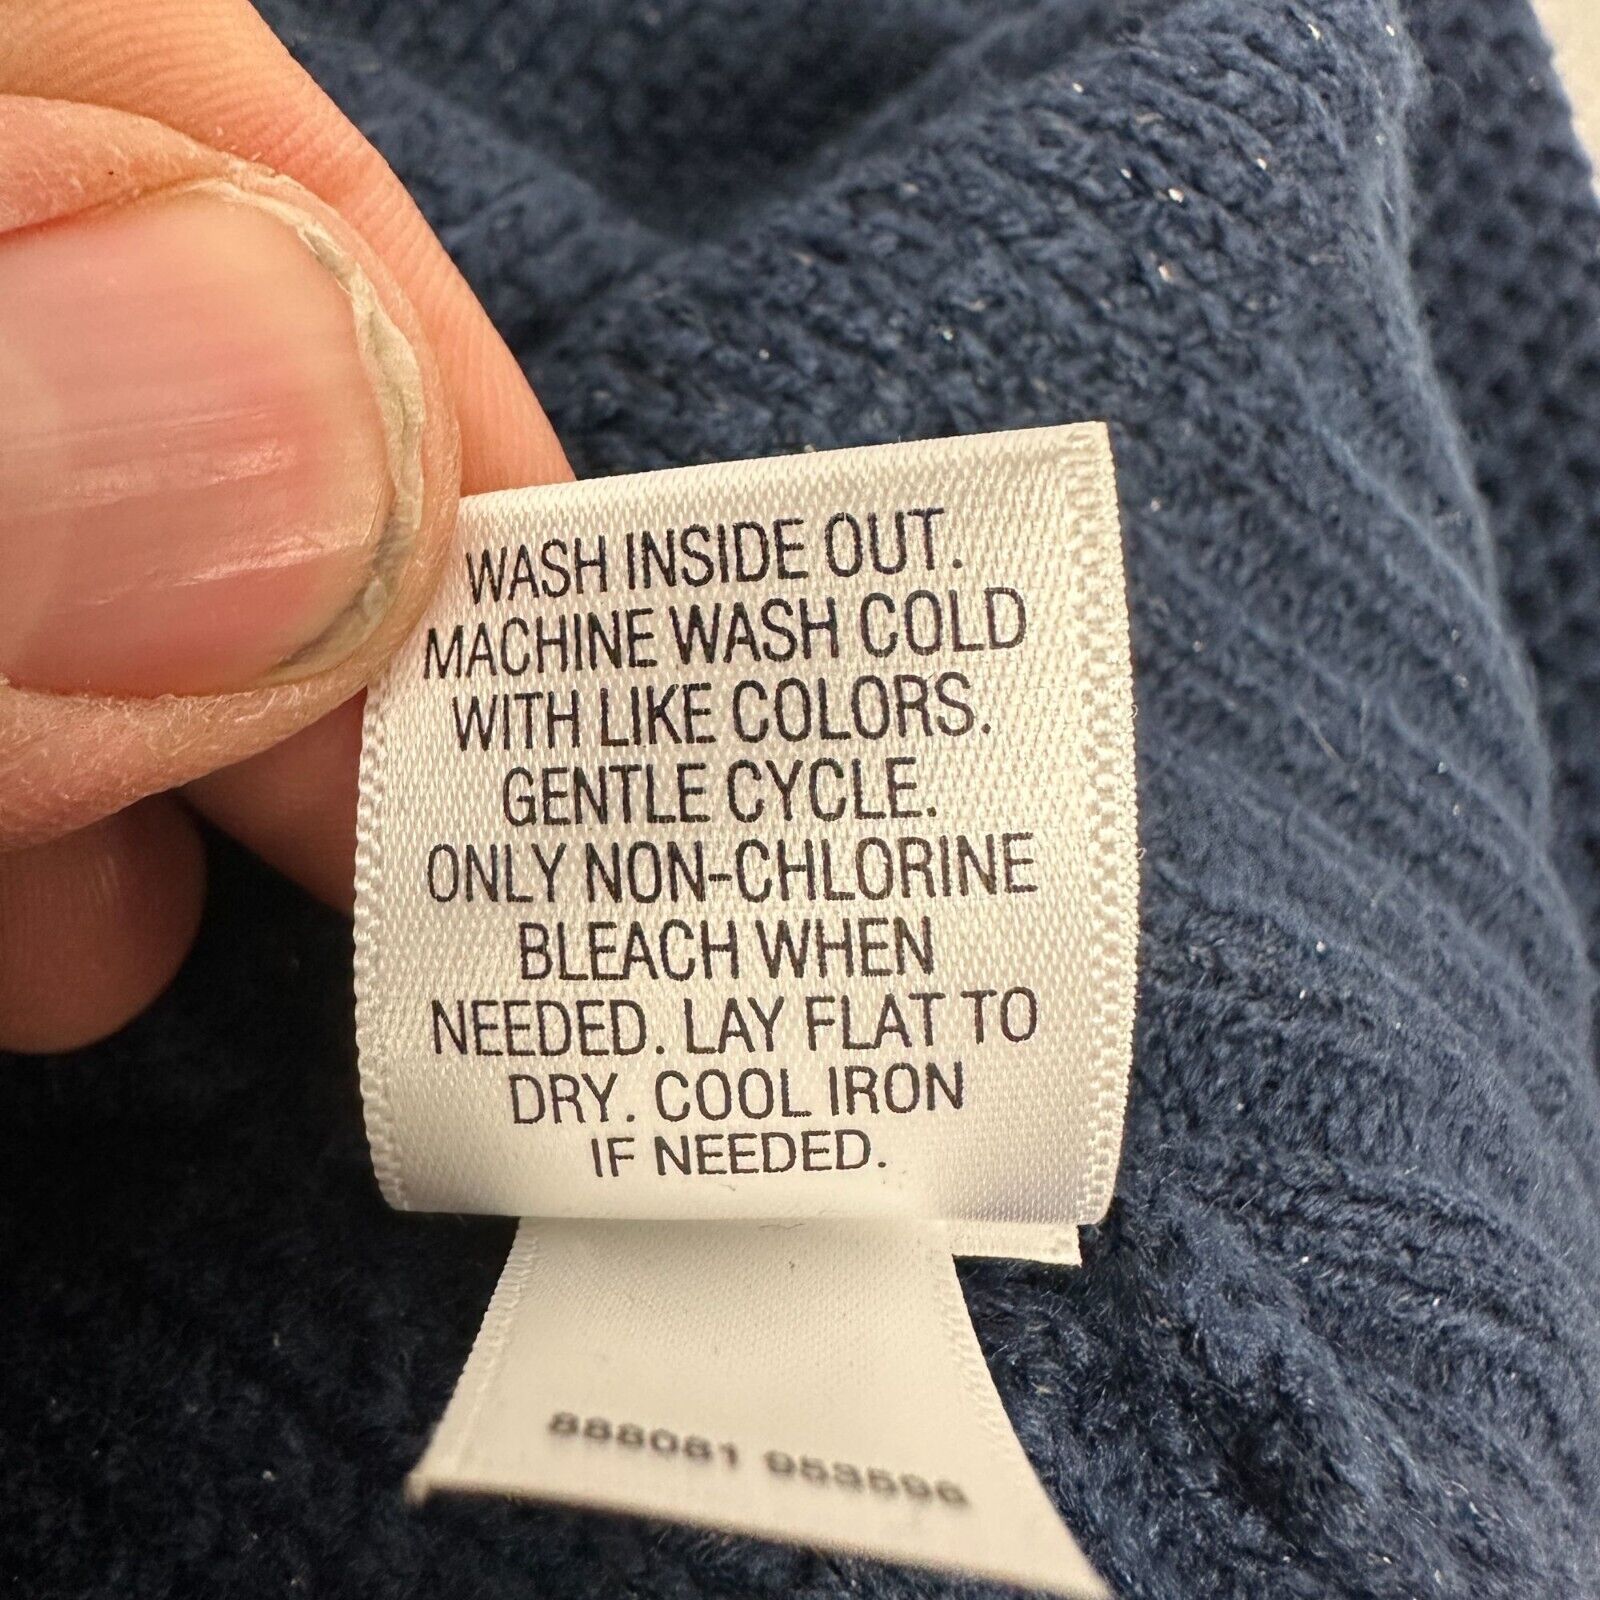 WASH INSIDE OUT.
MACHINE WASH COLD
WITH LIKE COLORS.
GENTLE CYCLE.
ONLY NON-CHLORINE
BLEACH WHEN
NEEDED. LAY FLAT TO
DRY. COOL IRON
IF NEEDED.
888081 953596